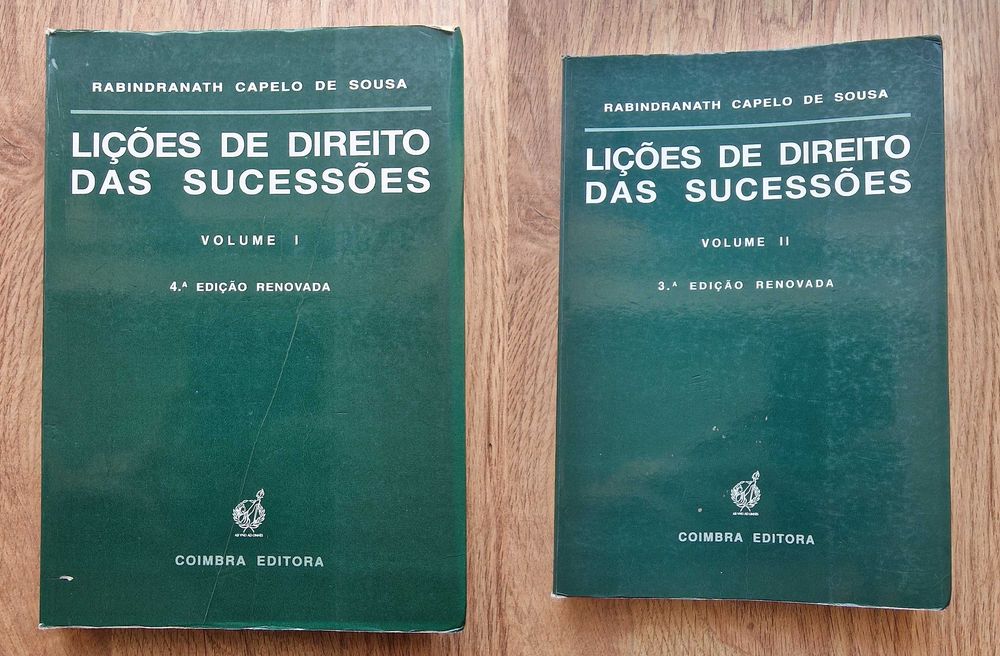 RABINDRANATH CAPELO DE SOUSA
LIÇÕES DE DIREITO
DAS SUCESSÕES
VOLUME I
4.ª EDIÇÃO RENOVADA
COIMBRA EDITORA
RABINDRANATH CAPELO DE SOUSA
LIÇÕES DE DIREITO
DAS SUCESSÕES
VOLUME II
3.ª EDIÇÃO RENOVADA
COIMBRA EDITORA